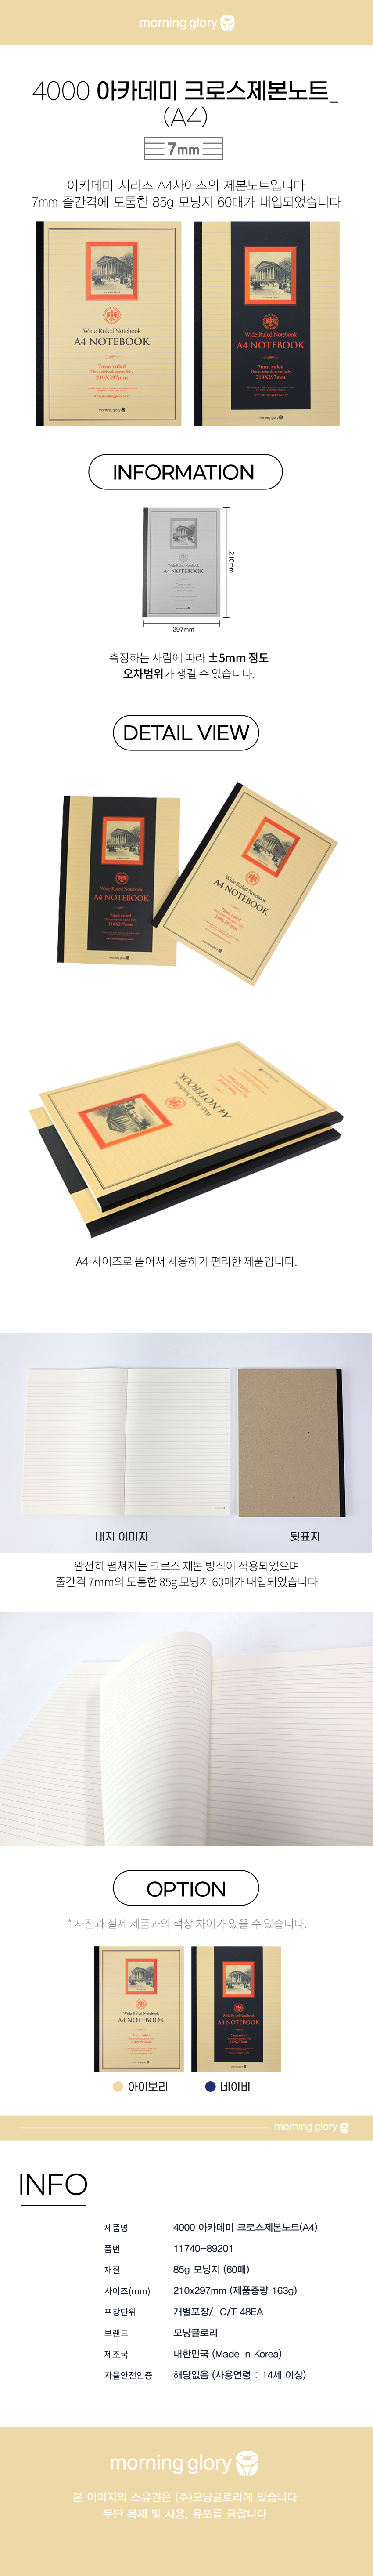 morning glory
4000 아카데미 크로스제본노트_
(A4)
7mm
아카데미 시리즈 A4사이즈의 제본노트입니다
7mm 줄간격에 도톰한 85g 모닝지 60매가 내입되었습니다
Wide Ruled Notebook
A4 NOTEBOOK
7mm ruled
210X297mm
morning glory
Wide Ruled Notebook
A4 NOTEBOOK
7mm ruled
210X297mm
morning glory
INFORMATION
Wide Ruled Notebook
A4 NOTEBOOK
210mm
297mm
측정하는 사람에 따라 ±5mm 정도
오차범위가 생길 수 있습니다.
DETAIL VIEW
Wide Ruled Notebook
A4 NOTEBOOK
7mm ruled
210X297mm
morning glory
Wide Ruled Notebook
A4 NOTEBOOK
morning glory
Wide Ruled Notebook
A4 NOTEBOOK
A4 사이즈로 뜯어서 사용하기 편리한 제품입니다.
내지 이미지
뒷표지
완전히 펼쳐지는 크로스 제본 방식이 적용되었으며
줄간격 7mm의 도톰한 85g 모닝지 60매가 내입되었습니다
OPTION
* 사진과 실제 제품과의 색상 차이가 있을 수 있습니다.
Wide Ruled Notebook
A4 NOTEBOOK
Wide Ruled Notebook
A4 NOTEBOOK
아이보리
네이비
morning glory
INFO
제품명 4000 아카데미 크로스제본노트(A4)
품번 11740-89201
재질 85g 모닝지 (60매)
사이즈(mm) 210x297mm (제품중량 163g)
포장단위 개별포장/ C/T 48EA
브랜드 모닝글로리
제조국 대한민국 (Made in Korea)
자율안전인증 해당없음 (사용연령 : 14세 이상)
morning glory
본 이미지의 소유권은 (주)모닝글로리에 있습니다
무단 복제 및 사용, 유포를 금합니다